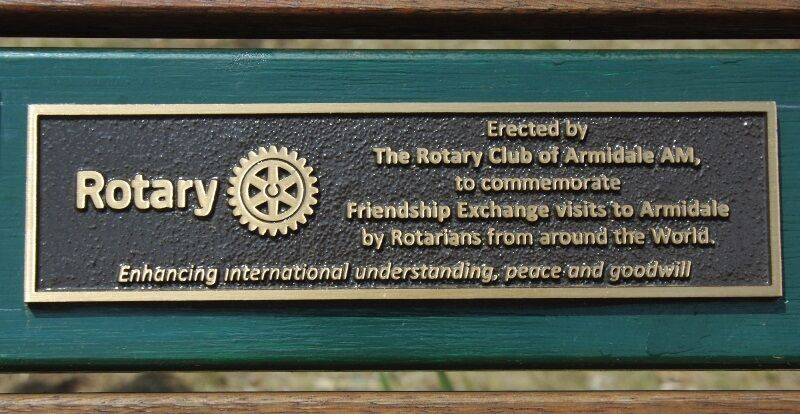 Rotary
Erected by
The Rotary Club of Armidale AM,
to commemorate
Friendship Exchange visits to Armidale
by Rotarians from around the World.
Enhancing international understanding, peace and goodwill